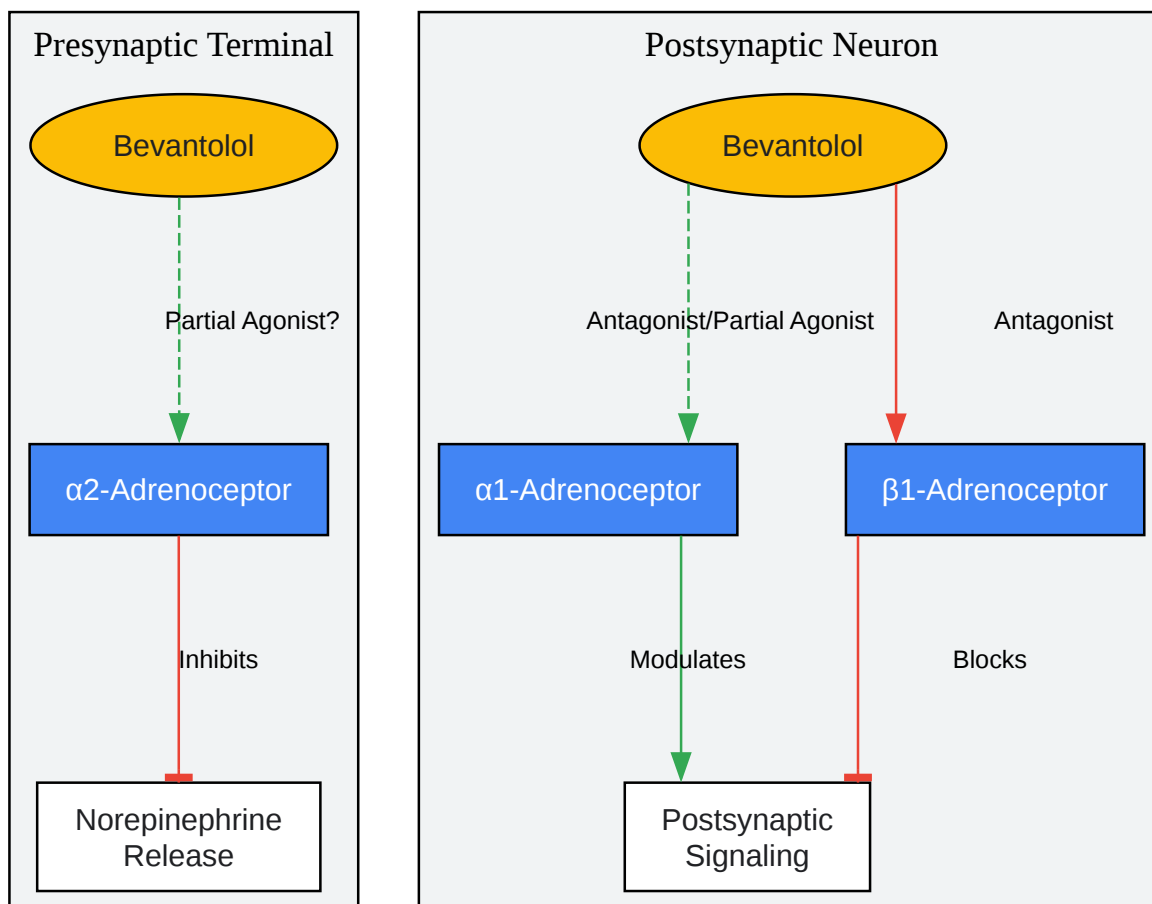 Presynaptic Terminal
Bevantolol
Partial Agonist?
α2-Adrenoceptor
Inhibits
Norepinephrine
Release
Postsynaptic Neuron
Bevantolol
Antagonist/Partial Agonist
Antagonist
α1-Adrenoceptor
β1-Adrenoceptor
Modulates
Blocks
Postsynaptic
Signaling